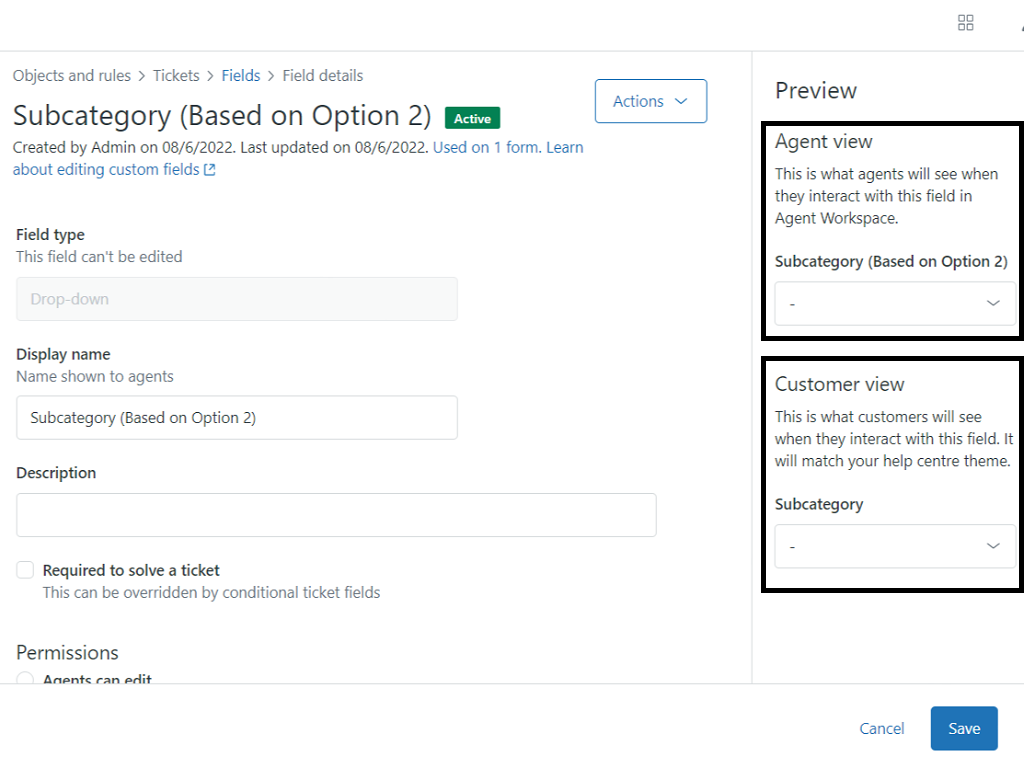 Objects and rules > Tickets > Fields > Field details
Subcategory (Based on Option 2) Active
Created by Admin on 08/6/2022. Last updated on 08/6/2022. Used on 1 form. Learn
about editing custom fields
Actions
Field type
This field can't be edited
Drop-down
Display name
Name shown to agents
Subcategory (Based on Option 2)
Description
Required to solve a ticket
This can be overridden by conditional ticket fields
Permissions
Agents can edit
Preview
Agent view
This is what agents will see when
they interact with this field in
Agent Workspace.
Subcategory (Based on Option 2)
-
Customer view
This is what customers will see
when they interact with this field. It
will match your help centre theme.
Subcategory
-
Cancel
Save